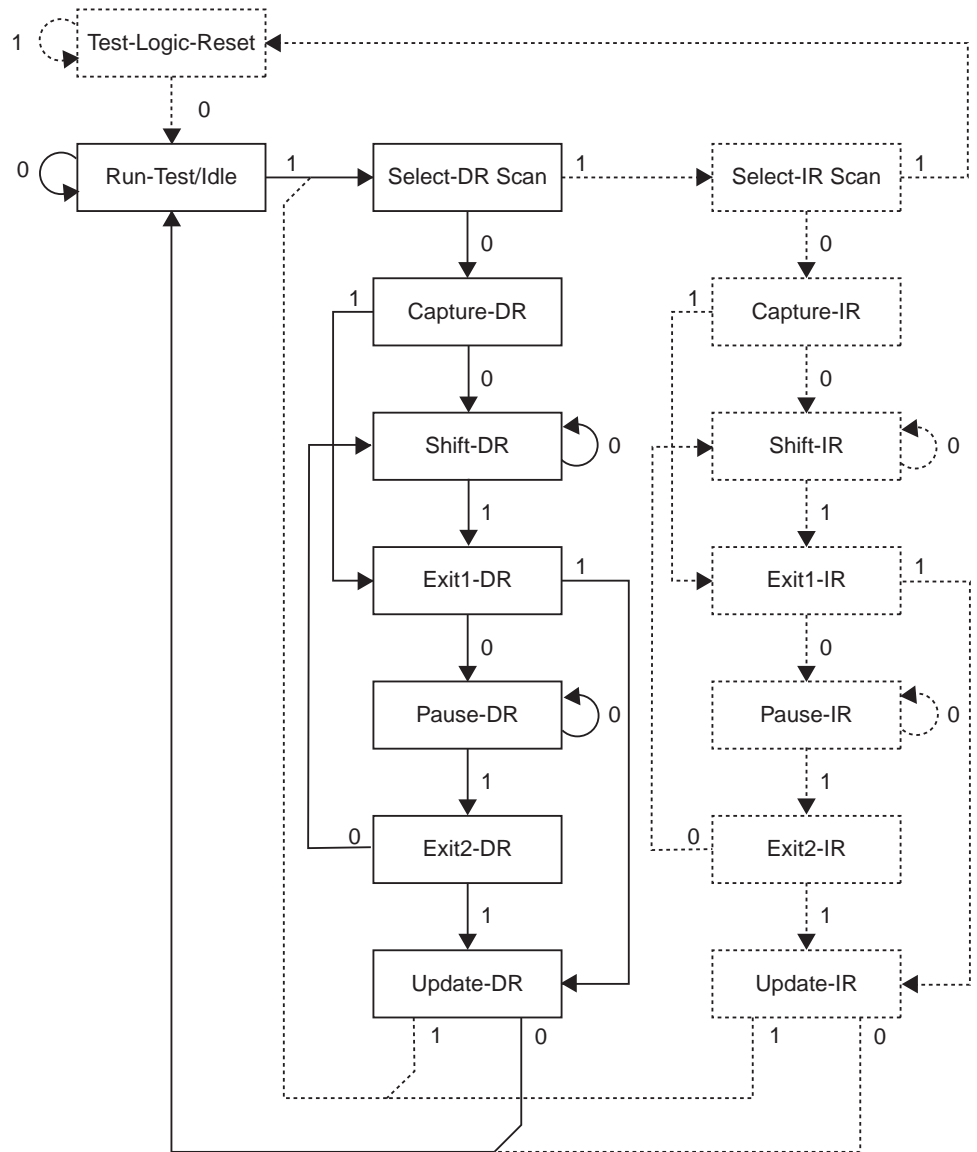 1
Test-Logic-Reset
0
0
Run-Test/Idle
1
Select-DR Scan
1
Select-IR Scan
1
0
0
1
Capture-DR
1
Capture-IR
0
0
Shift-DR
0
Shift-IR
0
1
1
Exit1-DR
1
Exit1-IR
1
0
0
Pause-DR
0
Pause-IR
0
1
1
0
Exit2-DR
0
Exit2-IR
1
1
Update-DR
Update-IR
1
0
1
0